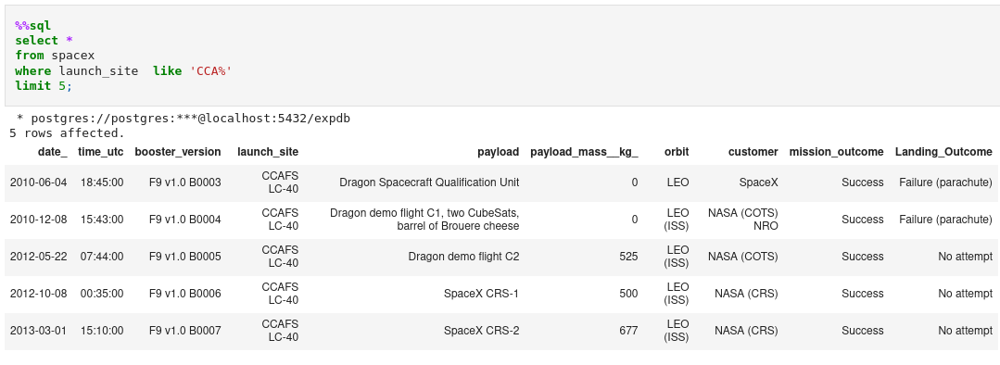 %%sql
select *
from spacex
where launch_site  like 'CCA%'
limit 5;
 * postgres://postgres:***@localhost:5432/expdb
5 rows affected.
date_ time_utc booster_version launch_site payload payload_mass__kg_ orbit customer mission_outcome Landing_Outcome
2010-06-04 18:45:00 F9 v1.0 B0003 CCAFS LC-40 Dragon Spacecraft Qualification Unit 0 LEO SpaceX Success Failure (parachute)
2010-12-08 15:43:00 F9 v1.0 B0004 CCAFS LC-40 Dragon demo flight C1, two CubeSats, barrel of Brouere cheese 0 LEO (ISS) NASA (COTS) NRO Success Failure (parachute)
2012-05-22 07:44:00 F9 v1.0 B0005 CCAFS LC-40 Dragon demo flight C2 525 LEO (ISS) NASA (COTS) Success No attempt
2012-10-08 00:35:00 F9 v1.0 B0006 CCAFS LC-40 SpaceX CRS-1 500 LEO (ISS) NASA (CRS) Success No attempt
2013-03-01 15:10:00 F9 v1.0 B0007 CCAFS LC-40 SpaceX CRS-2 677 LEO (ISS) NASA (CRS) Success No attempt